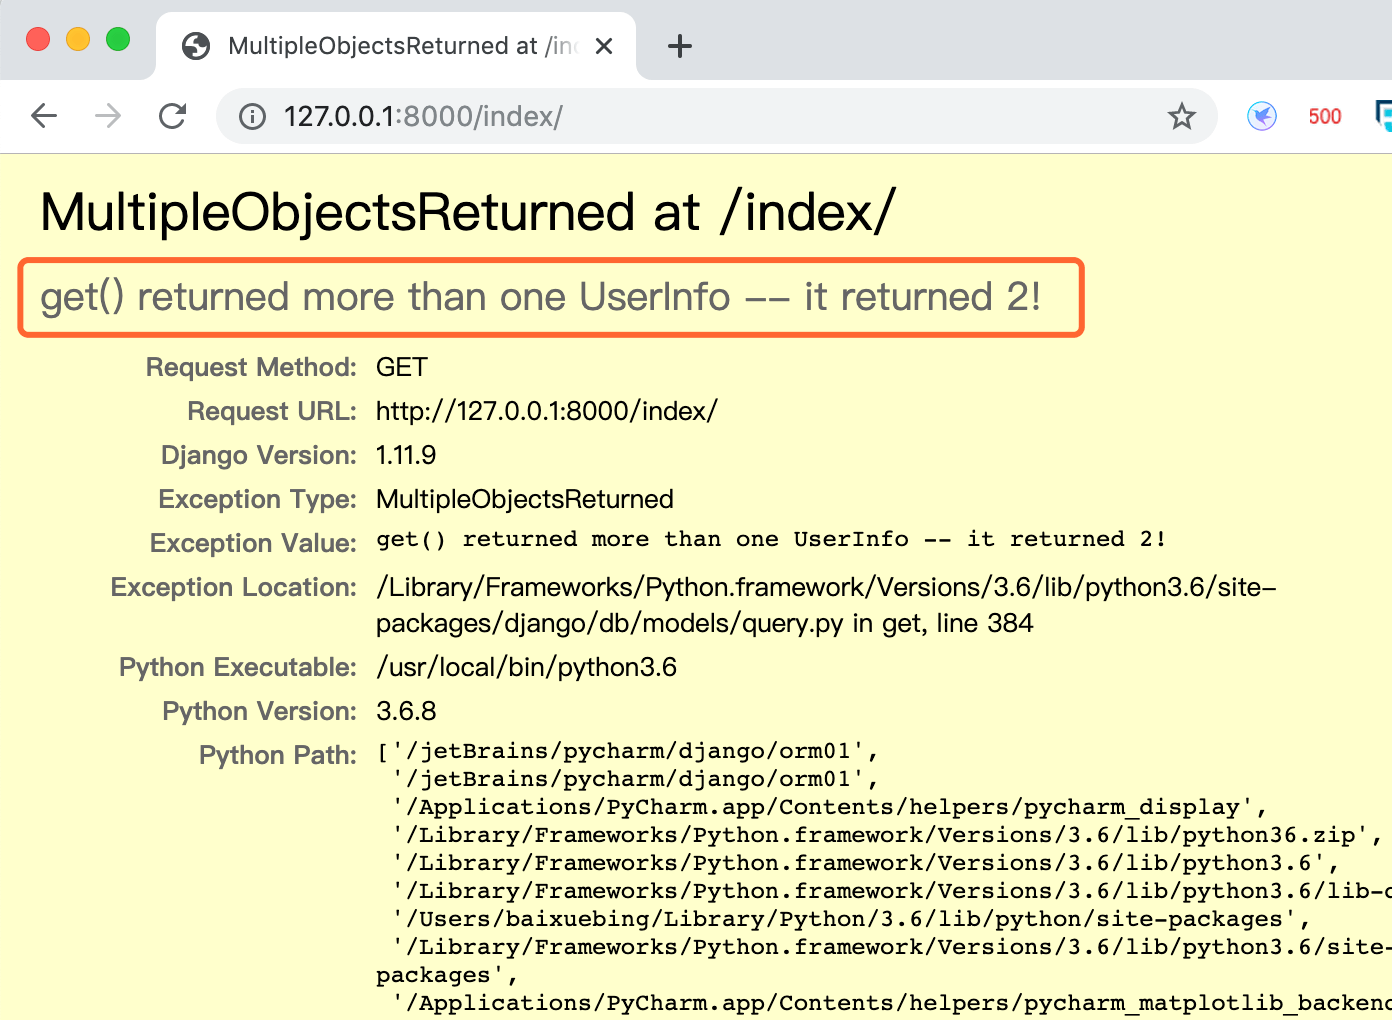 MultipleObjectsReturned at /in
127.0.0.1:8000/index/
500
MultipleObjectsReturned at /index/
get() returned more than one UserInfo -- it returned 2!
Request Method: GET
Request URL: http://127.0.0.1:8000/index/
Django Version: 1.11.9
Exception Type: MultipleObjectsReturned
Exception Value: get() returned more than one UserInfo -- it returned 2!
Exception Location: /Library/Frameworks/Python.framework/Versions/3.6/lib/python3.6/site-
packages/django/db/models/query.py in get, line 384
Python Executable: /usr/local/bin/python3.6
Python Version: 3.6.8
Python Path: ['/jetBrains/pycharm/django/orm01',
'/jetBrains/pycharm/django/orm01',
'/Applications/PyCharm.app/Contents/helpers/pycharm_display',
'/Library/Frameworks/Python.framework/Versions/3.6/lib/python36.zip',
'/Library/Frameworks/Python.framework/Versions/3.6/lib/python3.6',
'/Library/Frameworks/Python.framework/Versions/3.6/lib/python3.6/lib-
'/Users/baixuebing/Library/Python/3.6/lib/python/site-packages',
'/Library/Frameworks/Python.framework/Versions/3.6/lib/python3.6/site-
packages',
'/Applications/PyCharm.app/Contents/helpers/pycharm_matplotlib_backend